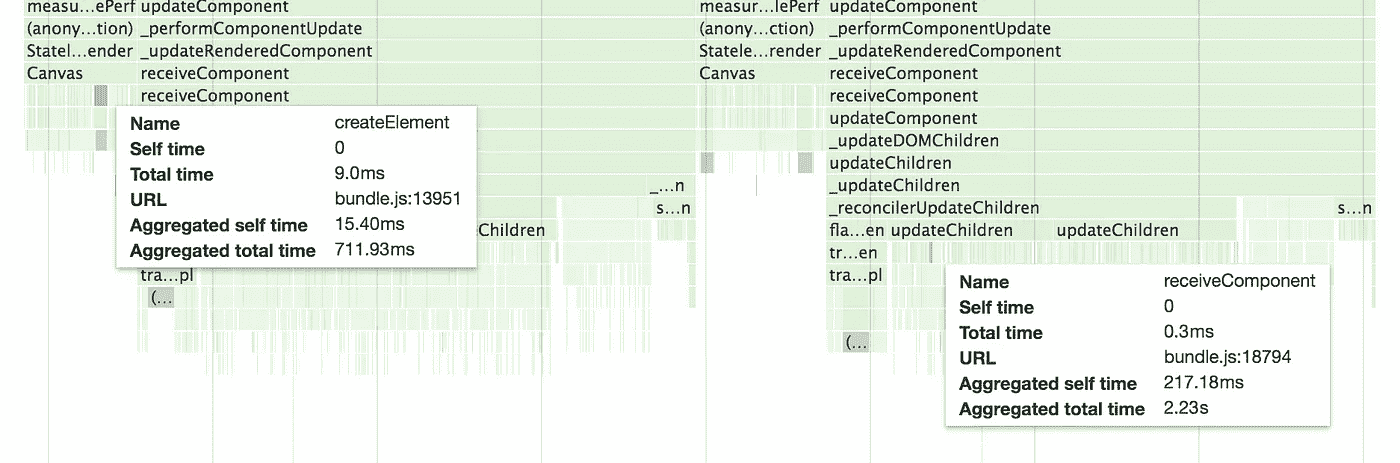 measu…ePerf updateComponent measur…lePerf updateComponent
(anony…tion) _performComponentUpdate (anony…ction) _performComponentUpdate
Statel…ender _updateRenderedComponent Statele…render _updateRenderedComponent
Canvas receiveComponent Canvas receiveComponent
receiveComponent receiveComponent
updateComponent
_updateDOMChildren
updateChildren
_…n _updateChildren
s…n _reconcilerUpdateChildren s…n
Children fla…en updateChildren updateChildren
tr…en
tra…pl tra…pl
(…
(…
Name createElement
Self time 0
Total time 9.0ms
URL bundle.js:13951
Aggregated self time 15.40ms
Aggregated total time 711.93ms
Name receiveComponent
Self time 0
Total time 0.3ms
URL bundle.js:18794
Aggregated self time 217.18ms
Aggregated total time 2.23s